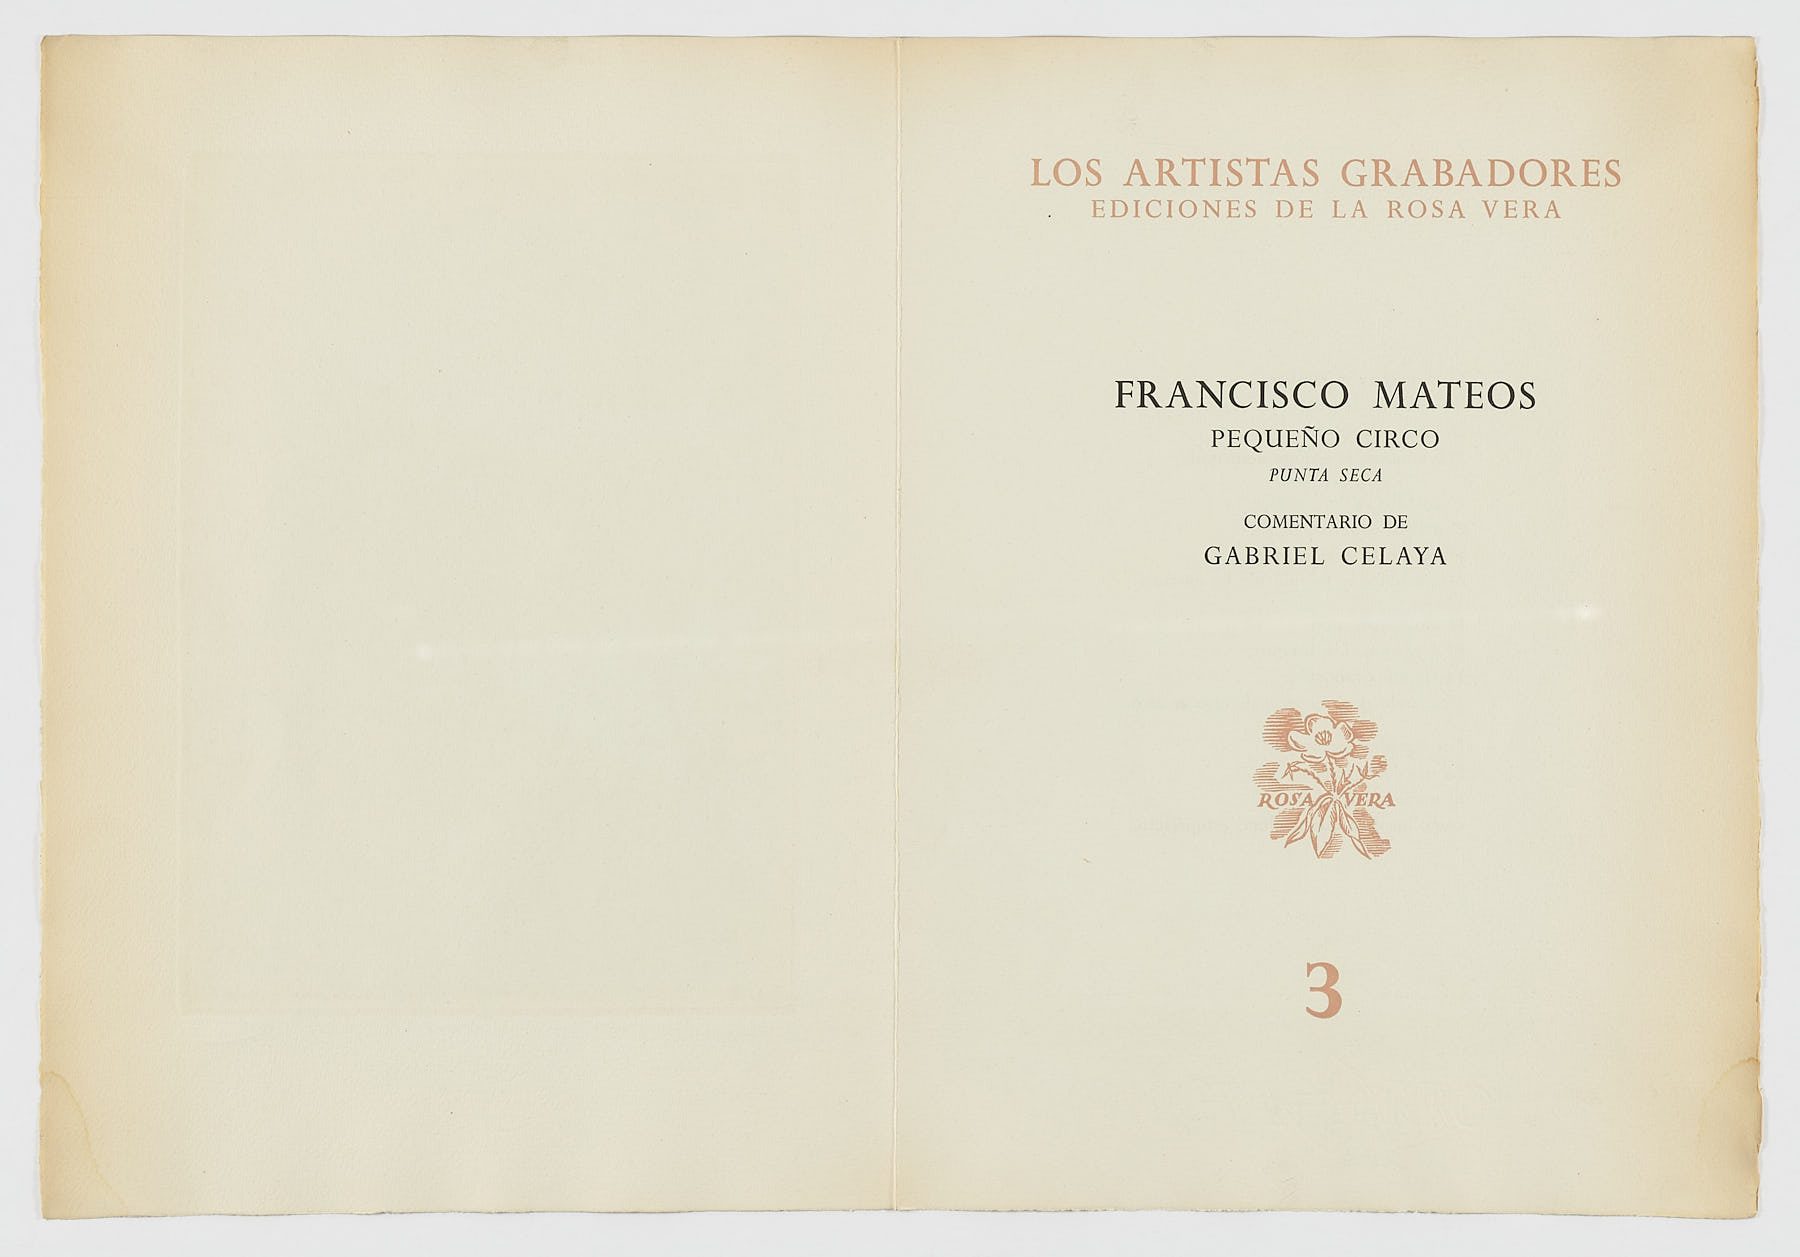 LOS ARTISTAS GRABADORES
EDICIONES DE LA ROSA VERA
FRANCISCO MATEOS
PEQUEÑO CIRCO
PUNTA SECA
COMENTARIO DE
GABRIEL CELAYA
ROSA VERA
3